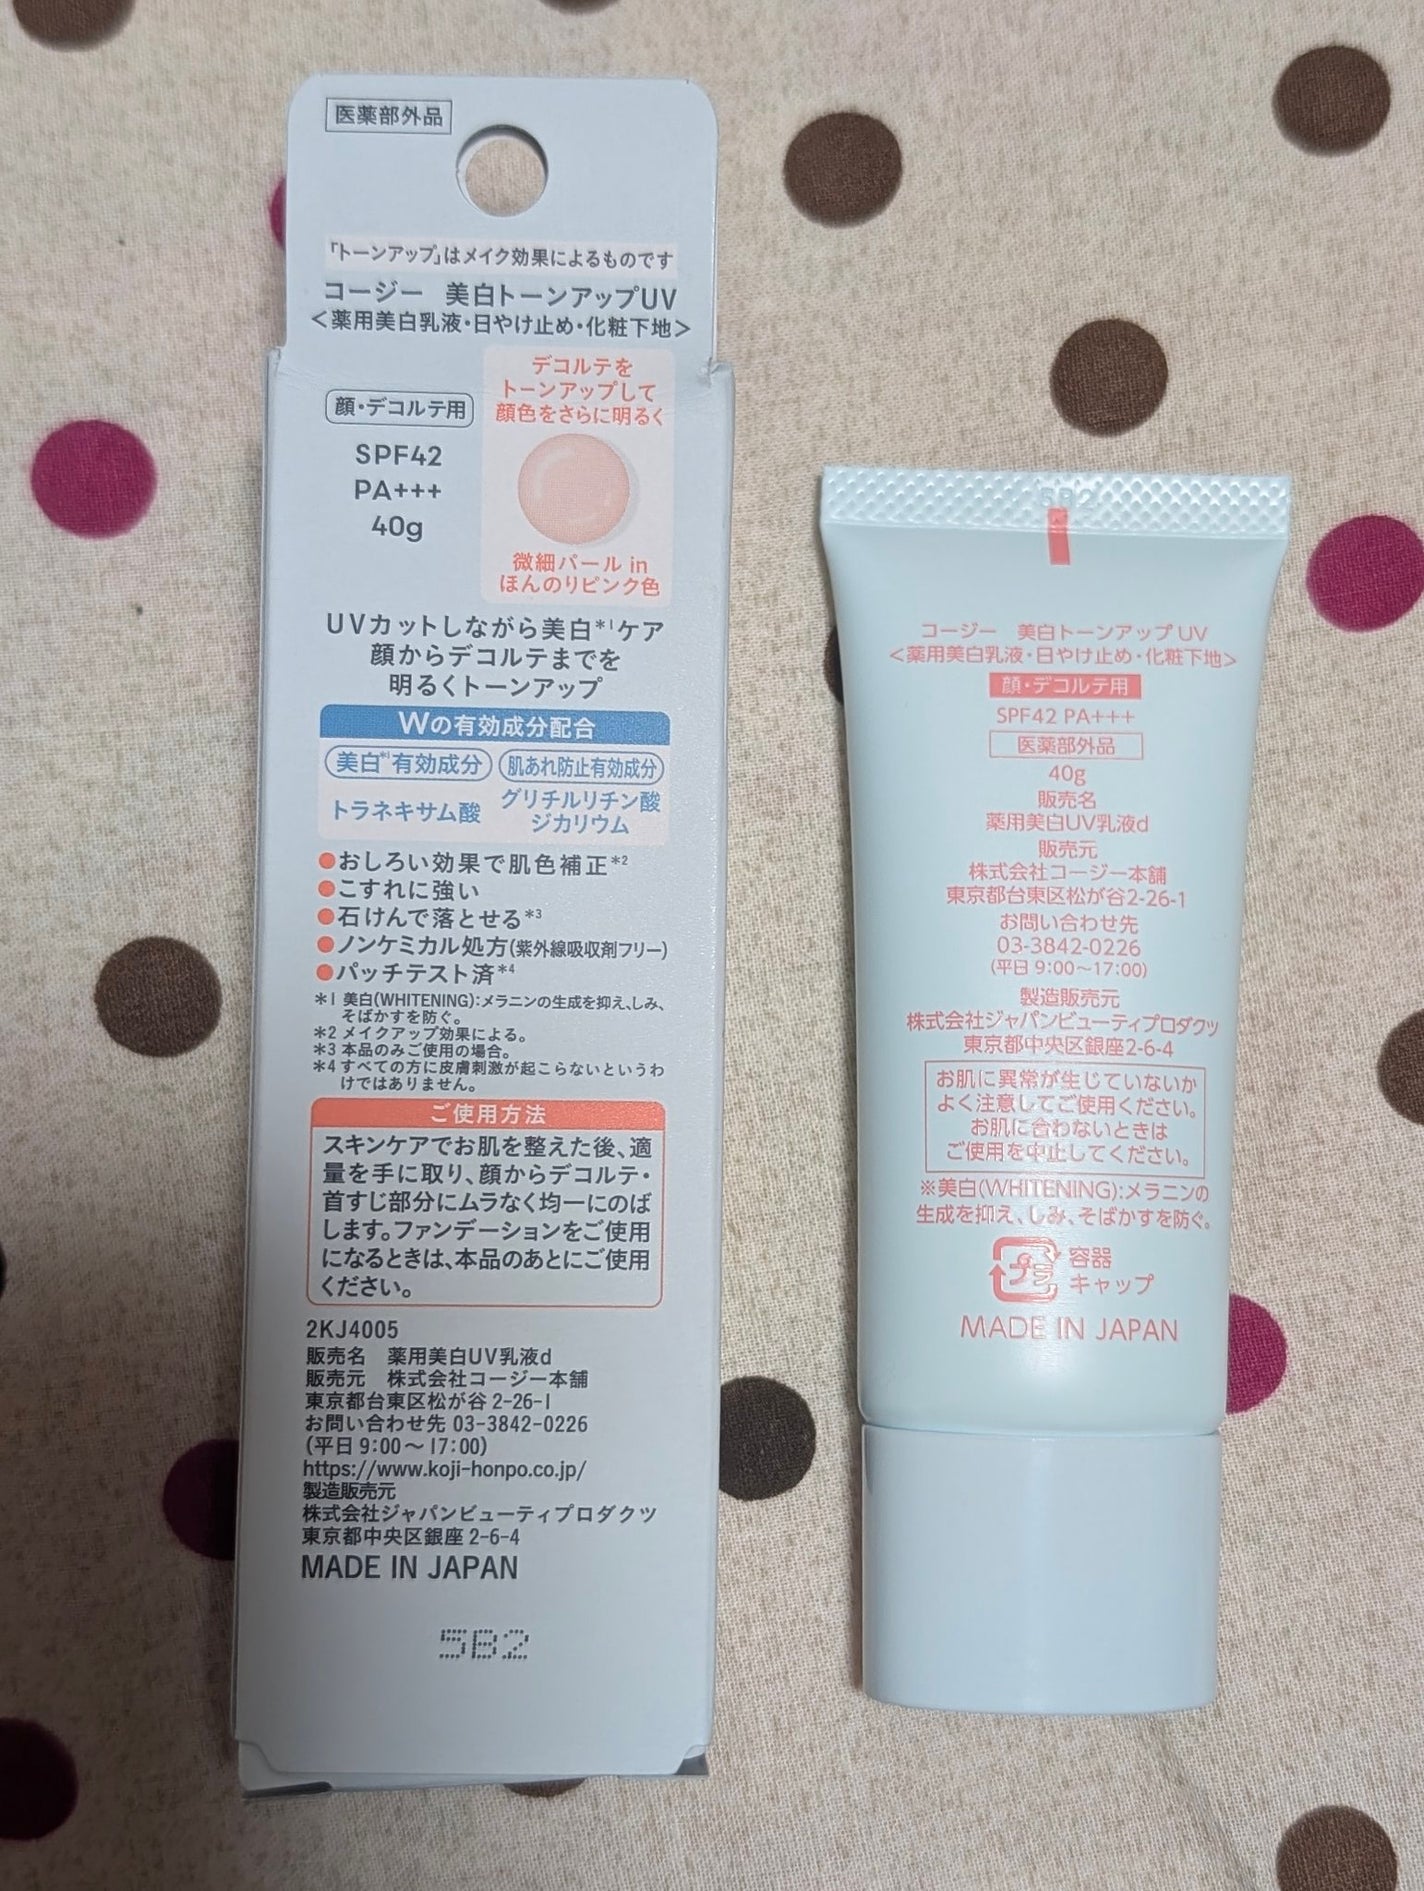 医薬部外品
「トーンアップ」はメイク効果によるものです
コージー 美白トーンアップUV
<薬用美白乳液・日やけ止め・化粧下地>
顔・デコルテ用
SPF42
PA+++
40g
デコルテを
トーンアップして
顔色をさらに明るく
微細パール in
ほんのりピンク色
UVカットしながら美白*1ケア
顔からデコルテまでを
明るくトーンアップ
Wの有効成分配合
美白*1有効成分
トラネキサム酸
肌あれ防止有効成分
グリチルリチン酸
ジカリウム
●おしろい効果で肌色補正*2
●こすれに強い
●石けんで落とせる*3
●ノンケミカル処方(紫外線吸収剤フリー)
●パッチテスト済*4
*1 美白(WHITENING):メラニンの生成を抑え、しみ、
そばかすを防ぐ。
*2 メイクアップ効果による。
*3 本品のみご使用の場合。
*4 すべての方に皮膚刺激が起こらないというわ
けではありません。
ご使用方法
スキンケアでお肌を整えた後、適
量を手に取り、顔からデコルテ・
首すじ部分にムラなく均一にのば
します。ファンデーションをご使用
になるときは、本品のあとにご使用
ください。
2KJ4005
販売名 薬用美白UV乳液d
販売元 株式会社コージー本舗
東京都台東区松が谷 2-26-1
お問い合わせ先 03-3842-0226
(平日 9:00〜17:00)
https://www.koji-honpo.co.jp/
製造販売元
株式会社ジャパンビューティプロダクツ
東京都中央区銀座 2-6-4
MADE IN JAPAN
5B2
5B2
コージー 美白トーンアップ UV
<薬用美白乳液・日やけ止め・化粧下地>
顔・デコルテ用
SPF42 PA+++
医薬部外品
40g
販売名
薬用美白UV乳液d
販売元
株式会社コージー本舗
東京都台東区松が谷2-26-1
お問い合わせ先
03-3842-0226
(平日 9:00〜17:00)
製造販売元
株式会社ジャパンビューティプロダクツ
東京都中央区銀座2-6-4
お肌に異常が生じていないか
よく注意してご使用ください。
お肌に合わないときは
ご使用を中止してください。
※美白(WHITENING):メラニンの
生成を抑え、しみ、そばかすを防ぐ。
プラ
容器
キャップ
MADE IN JAPAN